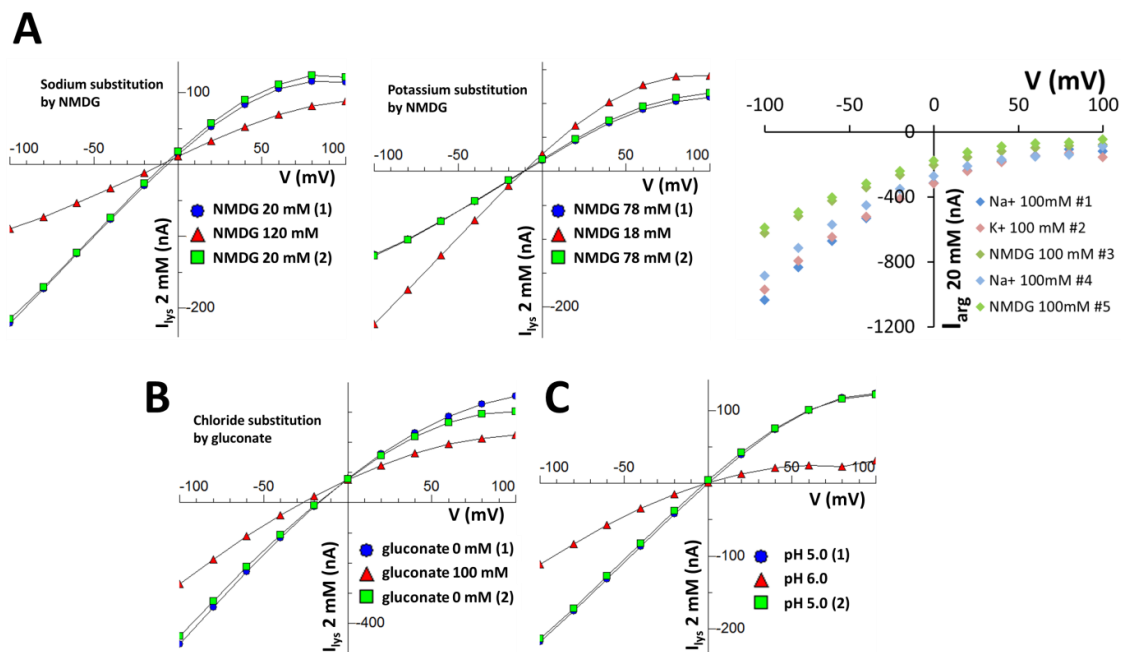 A
Sodium substitution
by NMDG
100
-100
-50
0
50
100
V (mV)
NMDG 20 mM (1)
NMDG 120 mM
NMDG 20 mM (2)
-200
Ilys 2 mM (nA)
Potassium substitution
by NMDG
-100
-50
0
50
100
V (mV)
NMDG 78 mM (1)
NMDG 18 mM
NMDG 78 mM (2)
-200
Ilys 2 mM (nA)
V (mV)
-100
-50
0
50
100
0
-400
-800
-1200
Iarg 20 mM (nA)
Na+ 100mM #1
K+ 100 mM #2
NMDG 100 mM #3
Na+ 100mM #4
NMDG 100mM #5
B
Chloride substitution
by gluconate
-100
-50
0
50
100
V (mV)
gluconate 0 mM (1)
gluconate 100 mM
gluconate 0 mM (2)
-400
Ilys 2 mM (nA)
C
100
-100
-50
0
50
100
V (mV)
-100
pH 5.0 (1)
pH 6.0
pH 5.0 (2)
-200
Ilys 2 mM (nA)